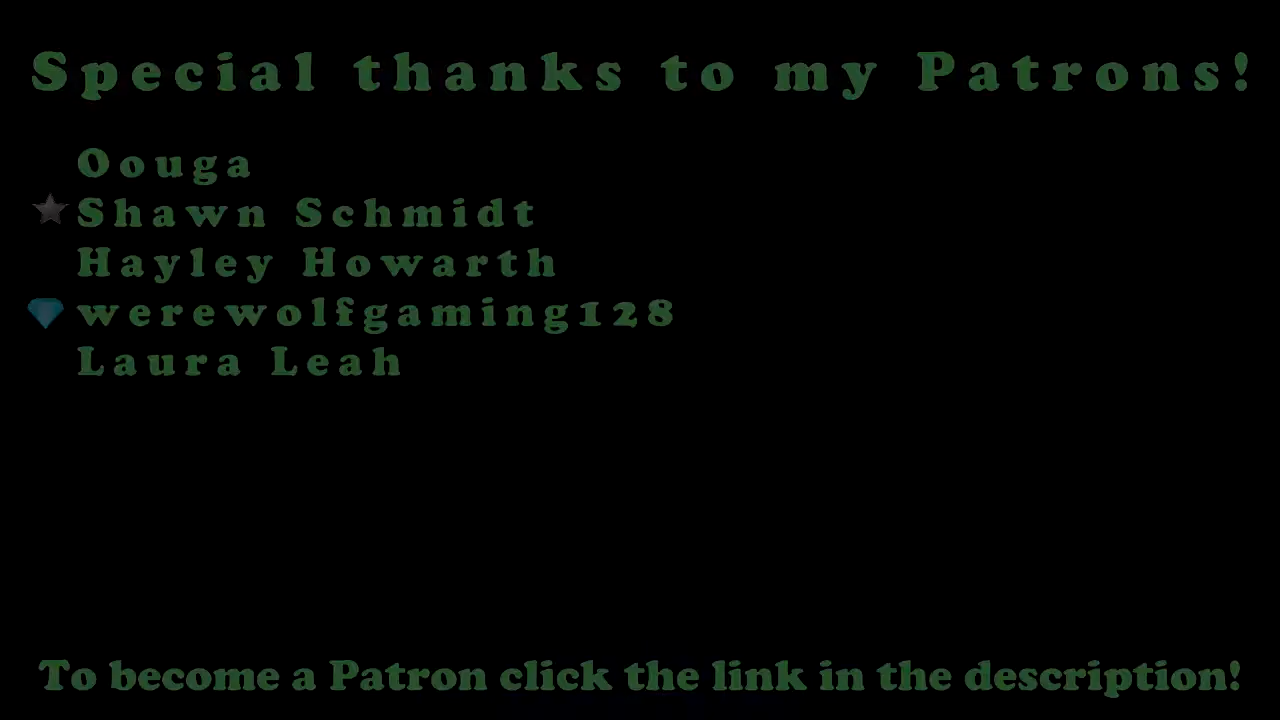 Special thanks to my Patrons!
Oouga
Shawn Schmidt
Hayley Howarth
werewolfgaming128
Laura Leah
To become a Patron click the link in the description!